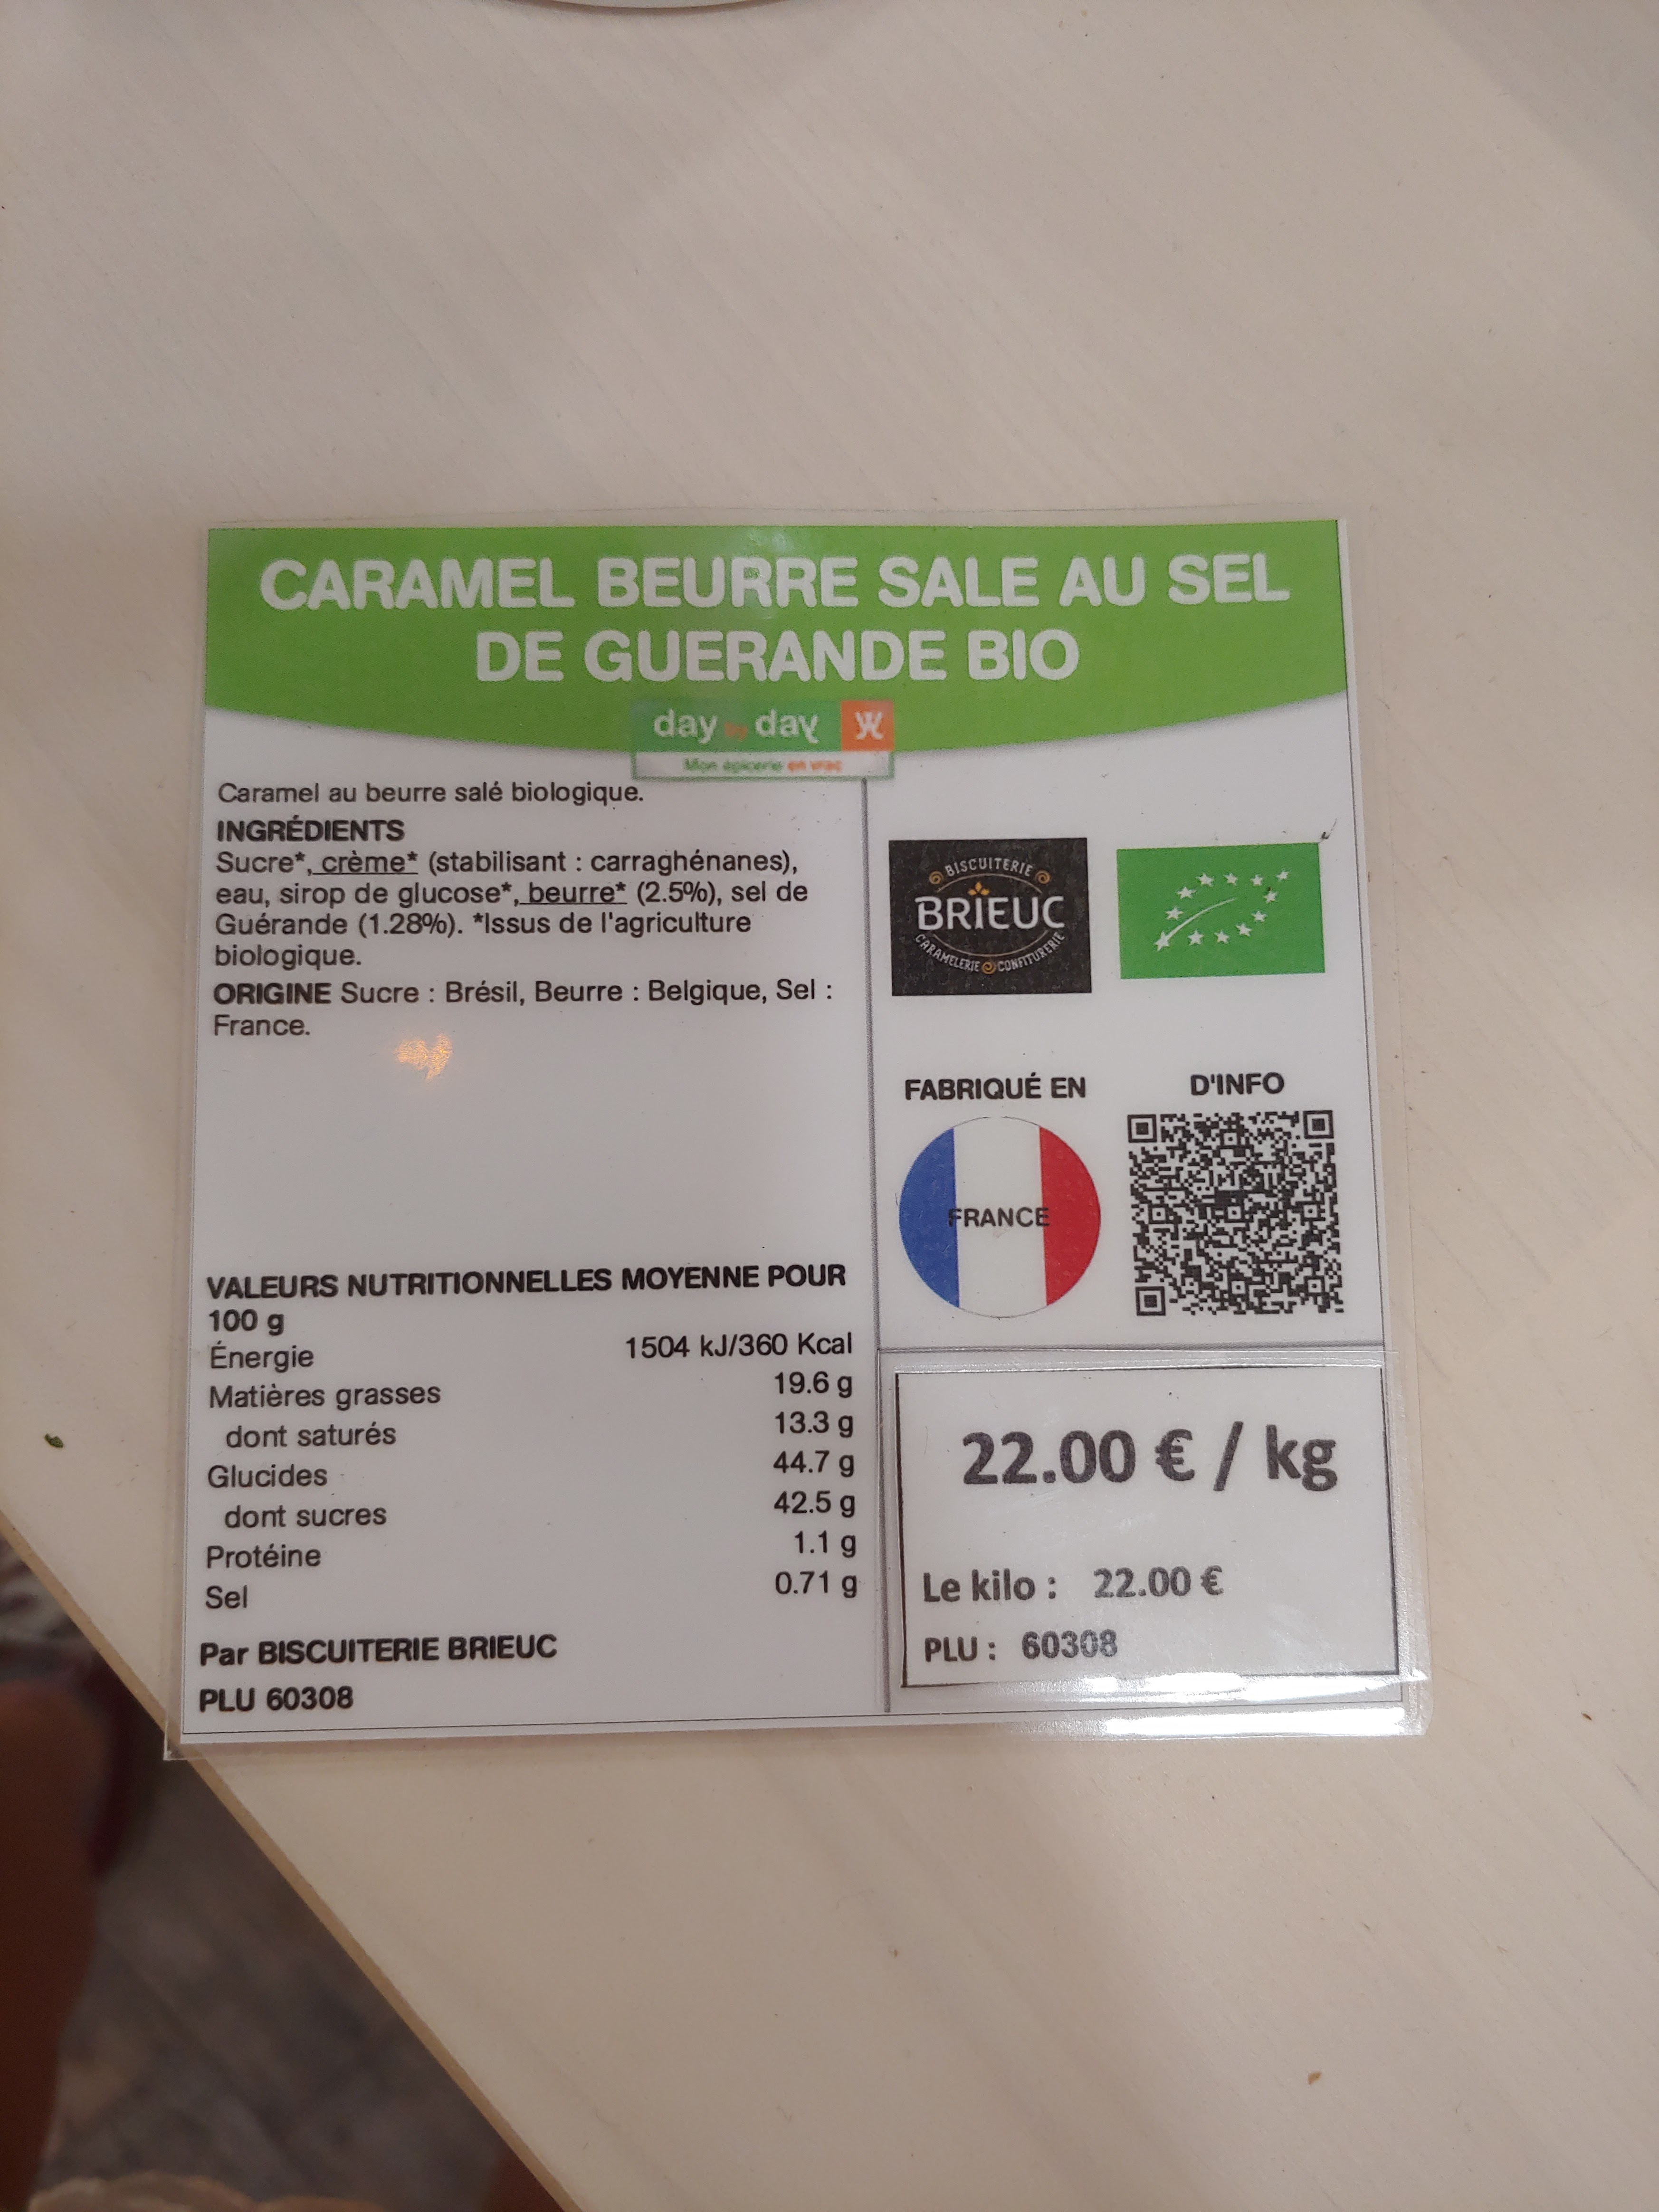 CARAMEL BEURRE SALE AU SEL
DE GUERANDE BIO
day by day
Mon épicerie en vrac
Caramel au beurre salé biologique.
INGRÉDIENTS
Sucre*, crème* (stabilisant : carraghénanes),
eau, sirop de glucose*, beurre* (2.5%), sel de
Guérande (1.28%). *Issus de l'agriculture
biologique.
ORIGINE Sucre : Brésil, Beurre : Belgique, Sel :
France.
VALEURS NUTRITIONNELLES MOYENNE POUR
100 g
Énergie 1504 kJ/360 Kcal
Matières grasses 19.6 g
dont saturés 13.3 g
Glucides 44.7 g
dont sucres 42.5 g
Protéine 1.1 g
Sel 0.71 g
Par BISCUITERIE BRIEUC
PLU 60308
BISCUITERIE
BRIEUC
CARAMELERIE CONFITURERIE
FABRIQUÉ EN
FRANCE
D'INFO
22.00 € / kg
Le kilo : 22.00 €
PLU : 60308